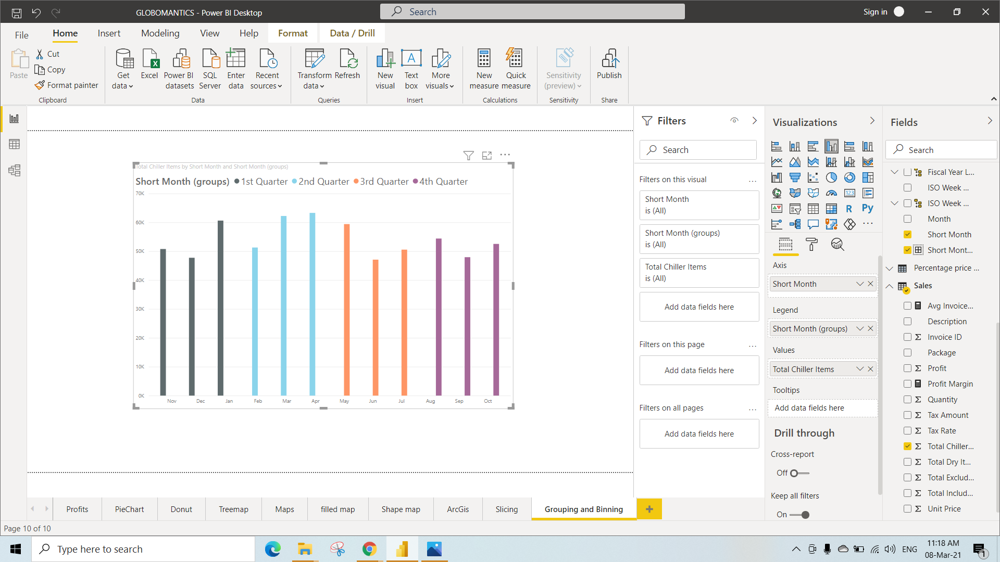 GLOBOMANTICS - Power BI Desktop
Search
Sign in
File
Home
Insert
Modeling
View
Help
Format
Data / Drill
Paste
Cut
Copy
Format painter
Clipboard
Get data
Excel
Power BI datasets
SQL Server
Enter data
Recent sources
Data
Transform data
Refresh
Queries
New visual
Text box
More visuals
Insert
New measure
Quick measure
Calculations
Sensitivity (preview)
Sensitivity
Publish
Share
Total Chiller Items by Short Month and Short Month (groups)
Short Month (groups) 1st Quarter 2nd Quarter 3rd Quarter 4th Quarter
70K
60K
50K
40K
30K
20K
10K
0K
Nov Dec Jan Feb Mar Apr May Jun Jul Aug Sep Oct
Filters
Search
Filters on this visual ...
Short Month
is (All)
Short Month (groups)
is (All)
Total Chiller Items
is (All)
Add data fields here
Filters on this page ...
Add data fields here
Filters on all pages ...
Add data fields here
Visualizations
123
R
Py
...
Axis
Short Month
Legend
Short Month (groups)
Values
Total Chiller Items
Tooltips
Add data fields here
Drill through
Cross-report
Off
Keep all filters
On
Fields
Search
Fiscal Year L...
ISO Week ...
ISO Week ...
Month
Short Month
Short Mont...
Percentage price ...
Sales
Avg Invoice...
Description
Σ Invoice ID
Package
Σ Profit
Profit Margin
Σ Quantity
Σ Tax Amount
Σ Tax Rate
Σ Total Chiller...
Σ Total Dry It...
Σ Total Exclud...
Σ Total Includ...
Σ Unit Price
Profits
PieChart
Donut
Treemap
Maps
filled map
Shape map
ArcGis
Slicing
Grouping and Binning
+
Page 10 of 10
Type here to search
ENG
11:18 AM
08-Mar-21
1